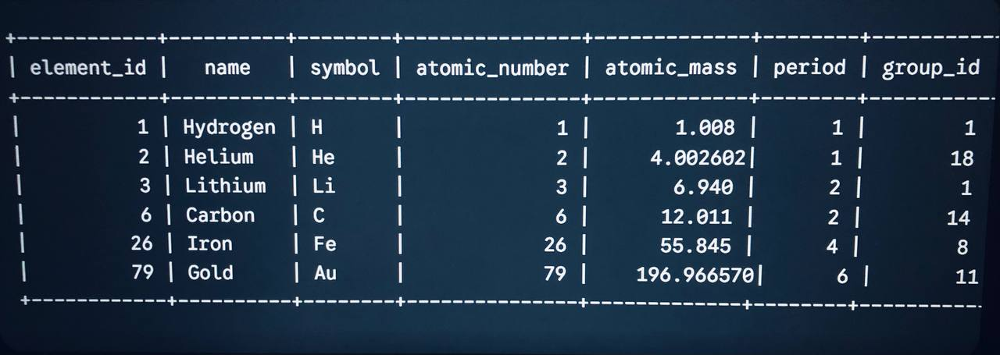 +------------+----------+--------+---------------+-------------+--------+----------
| element_id | name | symbol | atomic_number | atomic_mass | period | group_id
+------------+----------+--------+---------------+-------------+--------+----------
| 1 | Hydrogen | H | 1 | 1.008 | 1 | 1
| 2 | Helium | He | 2 | 4.002602| 1 | 18
| 3 | Lithium | Li | 3 | 6.940 | 2 | 1
| 6 | Carbon | C | 6 | 12.011 | 2 | 14
| 26 | Iron | Fe | 26 | 55.845 | 4 | 8
| 79 | Gold | Au | 79 | 196.966570| 6 | 11
+------------+----------+--------+---------------+-------------+--------+----------